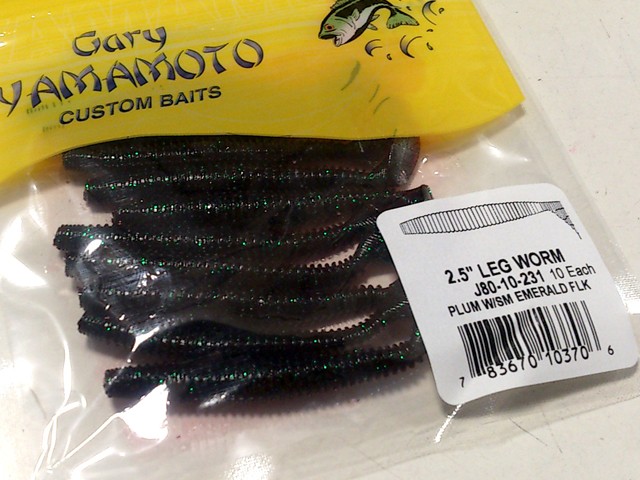 Gary
YAMAMOTO
CUSTOM BAITS
2.5" LEG WORM
J80-10-231 10 Each
PLUM W/SM EMERALD FLK
7 83670 10370 6